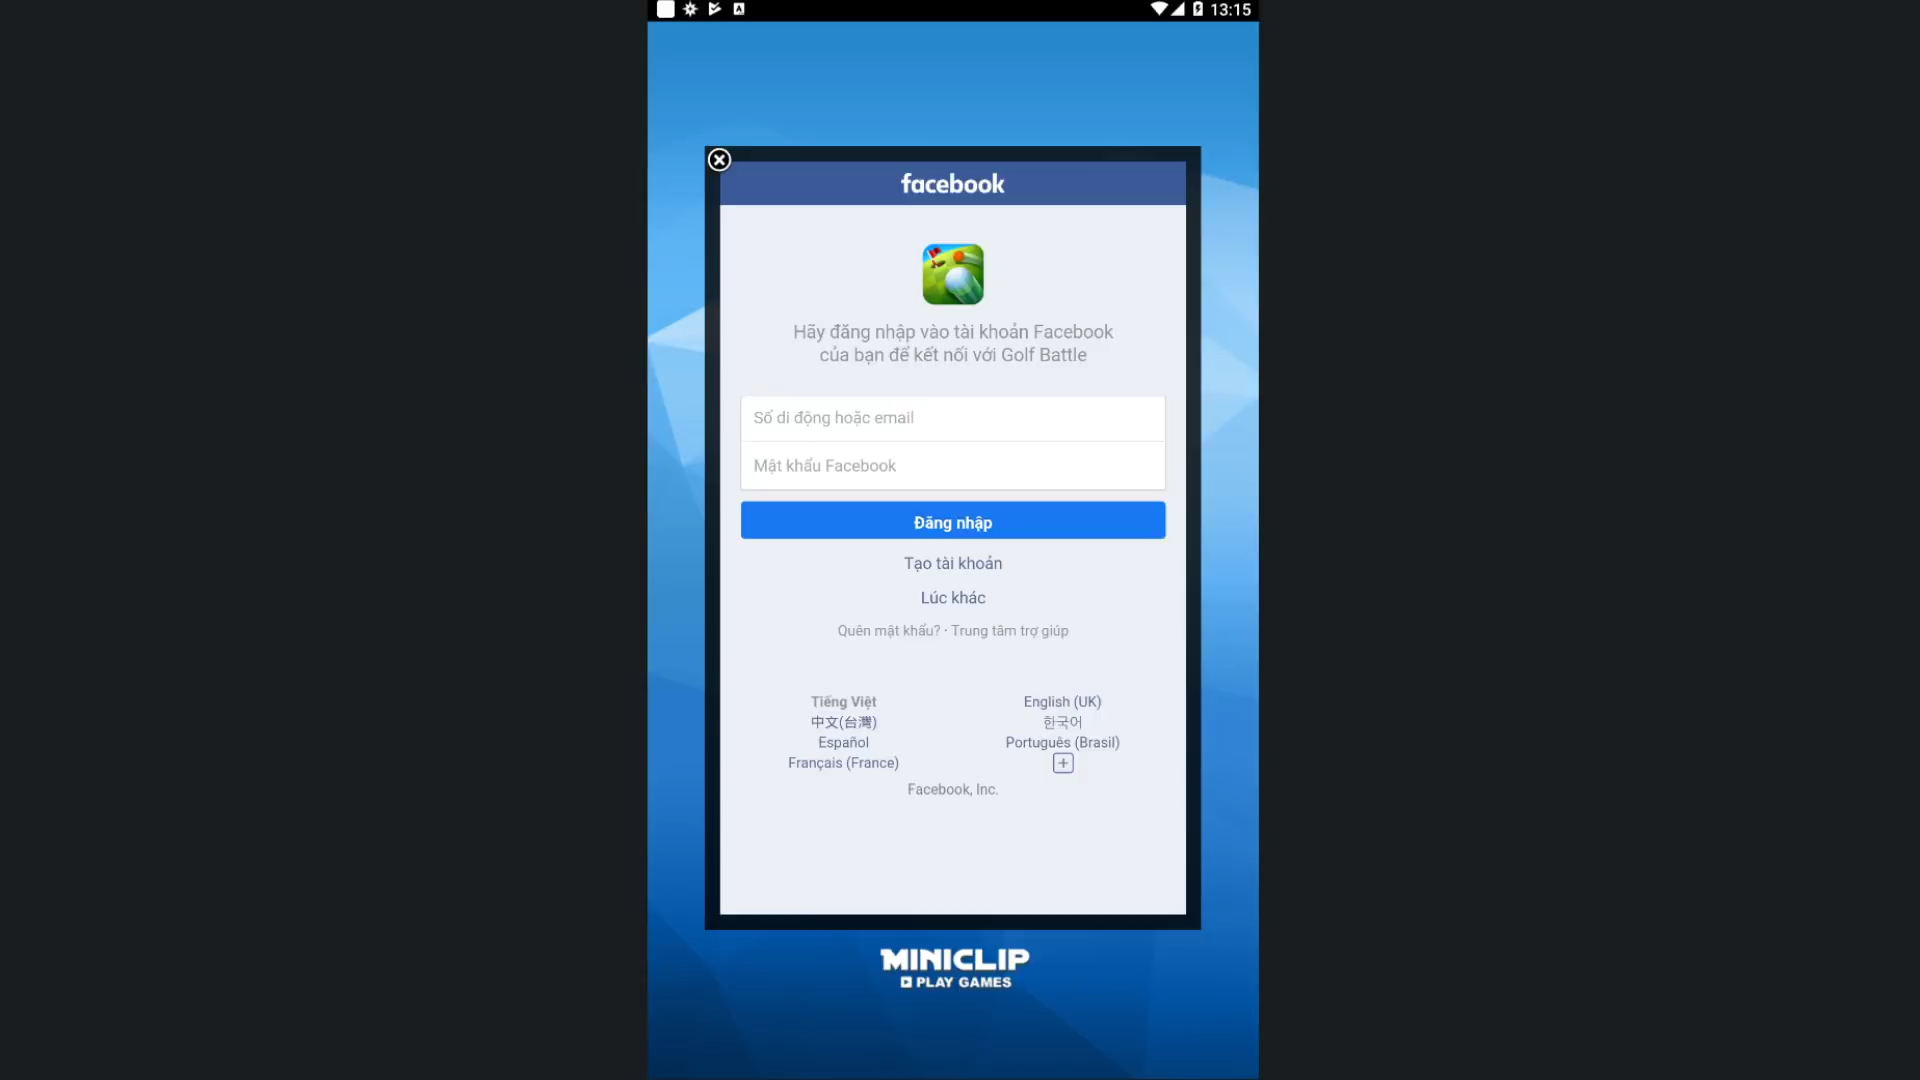 13:15
facebook
Hãy đăng nhập vào tài khoản Facebook
của bạn để kết nối với Golf Battle
Số di động hoặc email
Mật khẩu Facebook
Đăng nhập
Tạo tài khoản
Lúc khác
Quên mật khẩu? · Trung tâm trợ giúp
Tiếng Việt
English (UK)
中文(台灣)
한국어
Español
Português (Brasil)
Français (France)
Facebook, Inc.
MINICLIP
PLAY GAMES